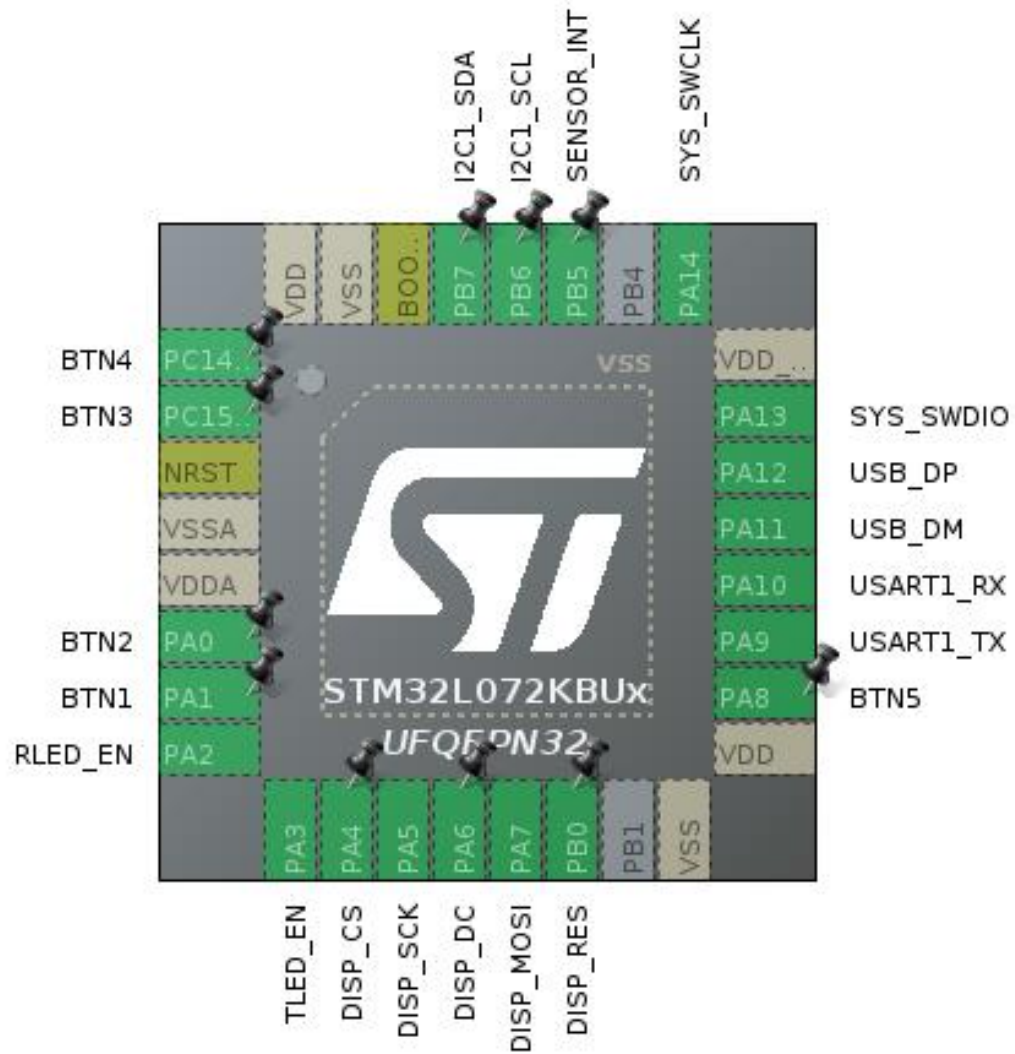 I2C1_SDA
I2C1_SCL
SENSOR_INT
SYS_SWCLK
VDD
VSS
BOO...
PB7
PB6
PB5
PB4
PA14
BTN4 PC14..
BTN3 PC15..
NRST
VSSA
VDDA
BTN2 PA0
BTN1 PA1
RLED_EN PA2
VSS
STM32L072KBUx
UFQFPN32
VDD_..
PA13 SYS_SWDIO
PA12 USB_DP
PA11 USB_DM
PA10 USART1_RX
PA9 USART1_TX
PA8 BTN5
VDD
PA3
PA4
PA5
PA6
PA7
PB0
PB1
VSS
TLED_EN
DISP_CS
DISP_SCK
DISP_DC
DISP_MOSI
DISP_RES